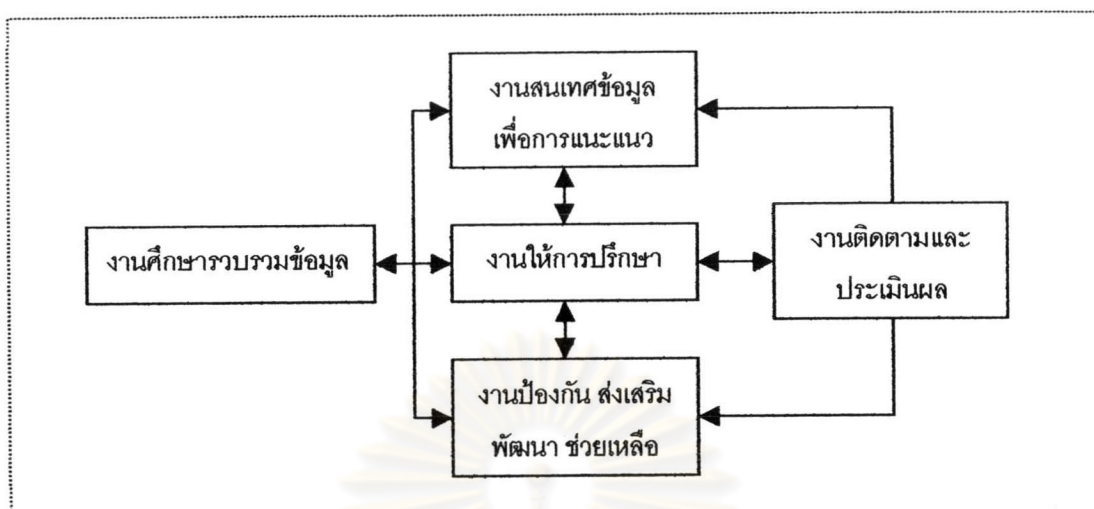 งานสนเทศข้อมูล
เพื่อการแนะแนว
งานศึกษารวบรวมข้อมูล
งานให้การปรึกษา
งานติดตามและ
ประเมินผล
งานป้องกัน ส่งเสริม
พัฒนา ช่วยเหลือ